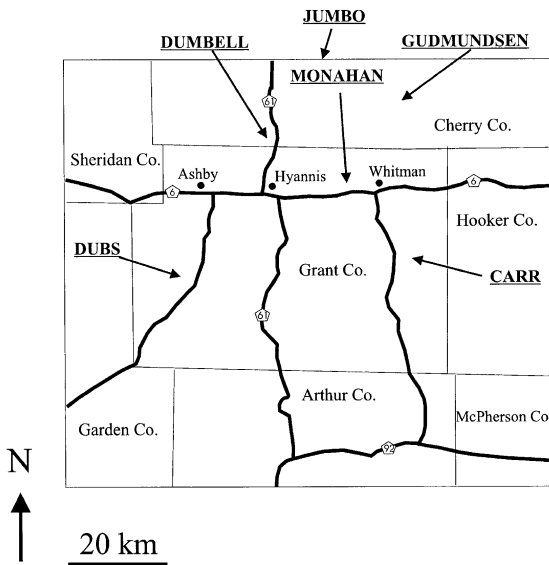 JUMBO
DUMBELL
GUDMUNDSEN
MONAHAN
61
Cherry Co.
Sheridan Co.
Ashby
Hyannis
Whitman
6
6
Hooker Co.
DUBS
Grant Co.
CARR
61
Arthur Co.
Garden Co.
McPherson Co
92
N
20 km